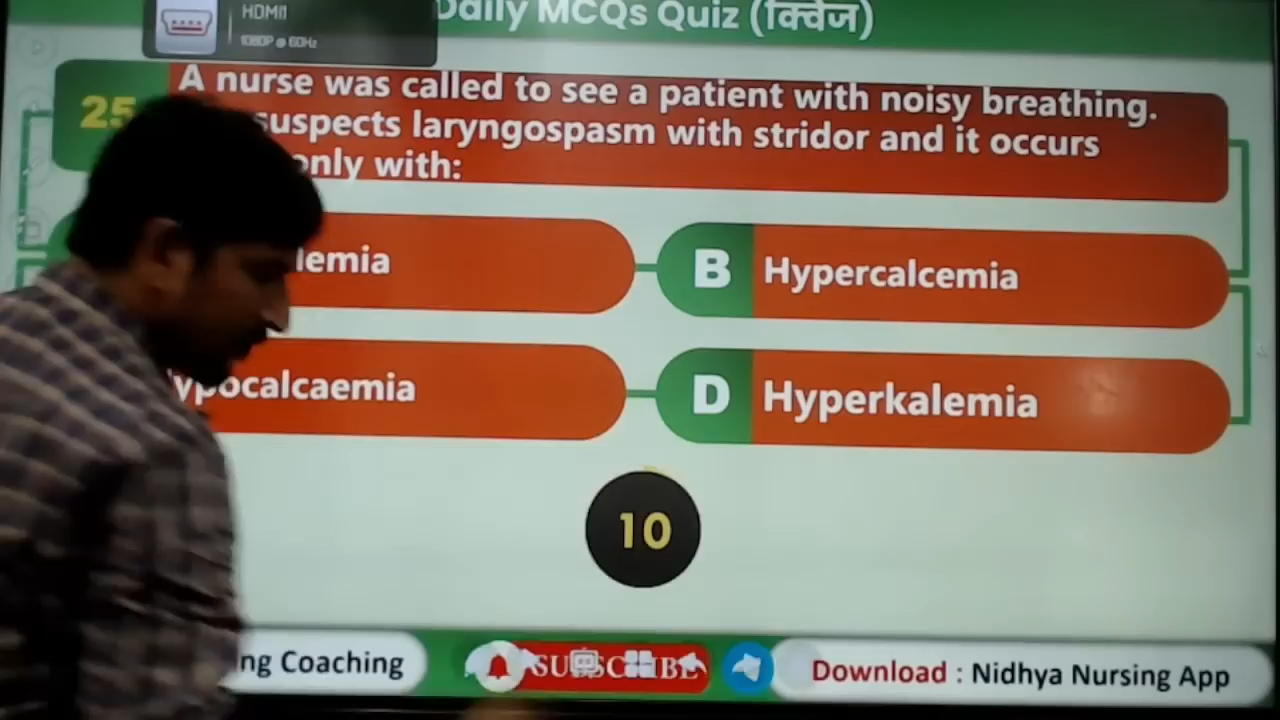 HDMI1
1080P @ 60Hz
Daily MCQs Quiz (क्विज)
25
A nurse was called to see a patient with noisy breathing.
suspects laryngospasm with stridor and it occurs
only with:
lemia
B Hypercalcemia
ypocalcaemia
D Hyperkalemia
10
ng Coaching
SUBSCRIBE
Download : Nidhya Nursing App